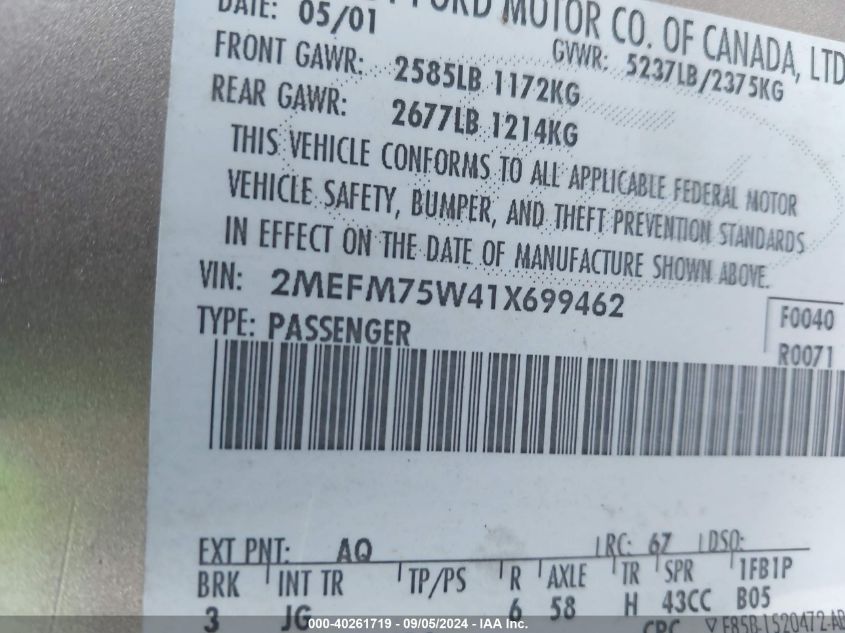 DATE: 05/01
FORD MOTOR CO. OF CANADA, LTD
GVWR: 5237LB/2375KG
FRONT GAWR: 2585LB 1172KG
REAR GAWR: 2677LB 1214KG
THIS VEHICLE CONFORMS TO ALL APPLICABLE FEDERAL MOTOR
VEHICLE SAFETY, BUMPER, AND THEFT PREVENTION STANDARDS
IN EFFECT ON THE DATE OF MANUFACTURE SHOWN ABOVE.
VIN: 2MEFM75W41X699462
F0040
TYPE: PASSENGER
R0071
EXT PNT: AQ RC: 67 DSO:
BRK INT TR TP/PS R AXLE TR SPR 1FB1P
3 JG 6 58 H 43CC B05
000-40261719 - 09/05/2024 - IAAI Inc.